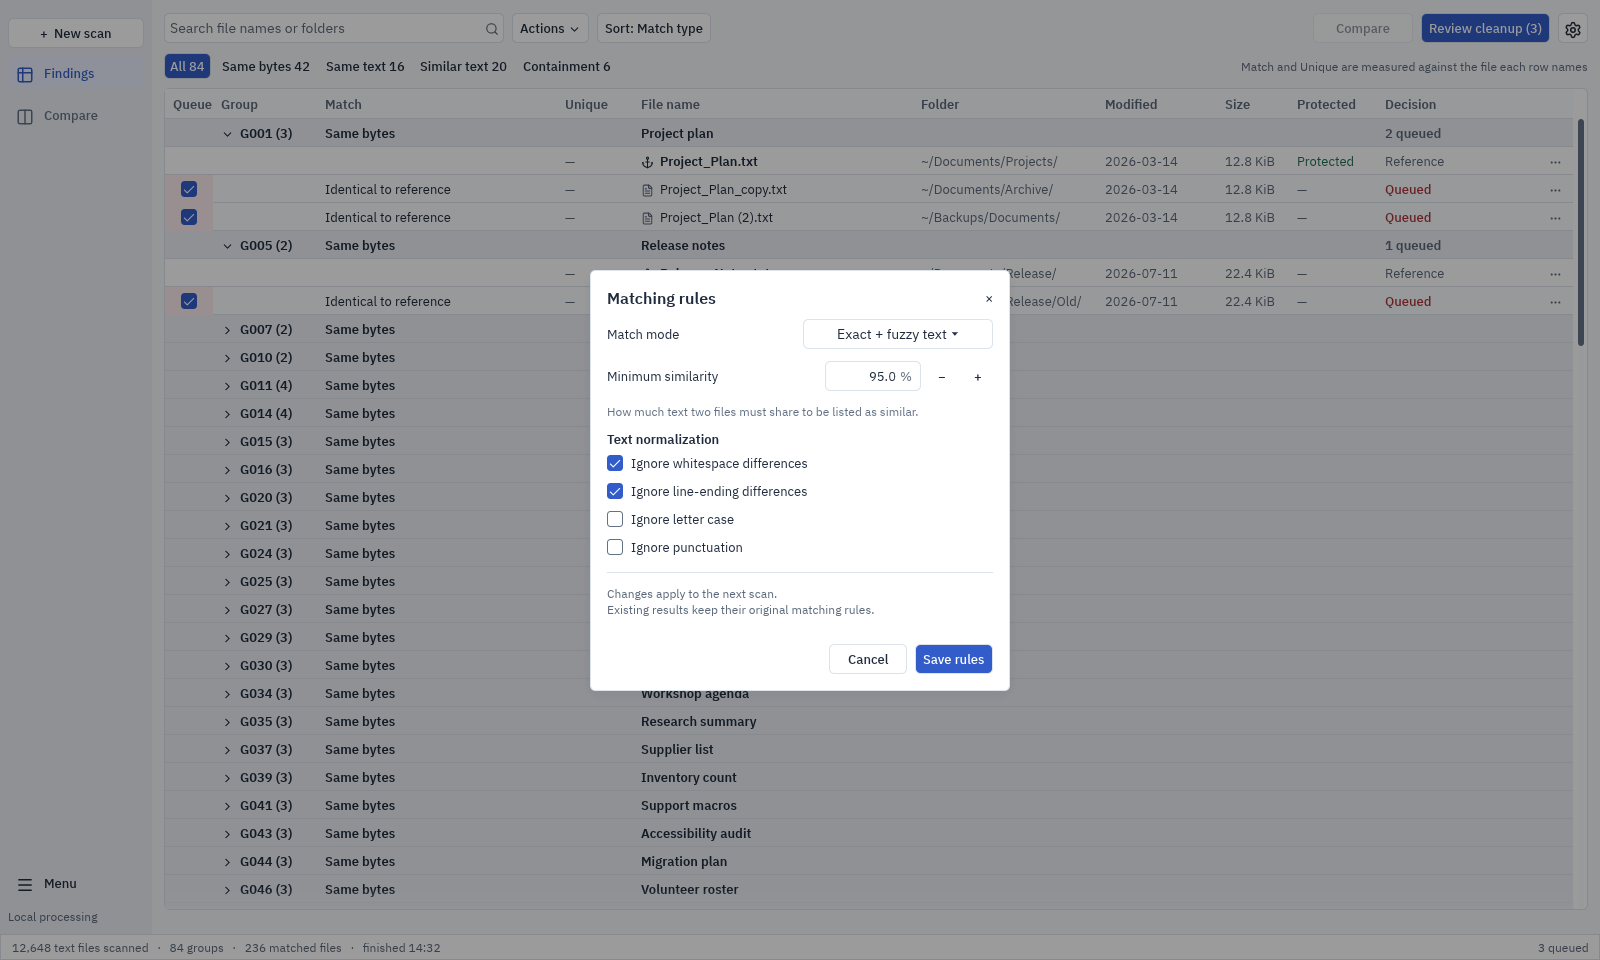 + New scan
Findings
Compare
Menu
Local processing
Search file names or folders
Actions
Sort: Match type
Compare
Review cleanup (3)
All 84
Same bytes 42
Same text 16
Similar text 20
Containment 6
Match and Unique are measured against the file each row names
Queue Group Match Unique File name Folder Modified Size Protected Decision
G001 (3) Same bytes Project plan 2 queued
— Project_Plan.txt ~/Documents/Projects/ 2026-03-14 12.8 KiB Protected Reference ···
Identical to reference — Project_Plan_copy.txt ~/Documents/Archive/ 2026-03-14 12.8 KiB — Queued ···
Identical to reference — Project_Plan (2).txt ~/Backups/Documents/ 2026-03-14 12.8 KiB — Queued ···
G005 (2) Same bytes Release notes 1 queued
— Release/ 2026-07-11 22.4 KiB — Reference ···
Identical to reference — Release/Old/ 2026-07-11 22.4 KiB — Queued ···
G007 (2) Same bytes
G010 (2) Same bytes
G011 (4) Same bytes
G014 (4) Same bytes
G015 (3) Same bytes
G016 (3) Same bytes
G020 (3) Same bytes
G021 (3) Same bytes
G024 (3) Same bytes
G025 (3) Same bytes
G027 (3) Same bytes
G029 (3) Same bytes
G030 (3) Same bytes
G034 (3) Same bytes Workshop agenda
G035 (3) Same bytes Research summary
G037 (3) Same bytes Supplier list
G039 (3) Same bytes Inventory count
G041 (3) Same bytes Support macros
G043 (3) Same bytes Accessibility audit
G044 (3) Same bytes Migration plan
G046 (3) Same bytes Volunteer roster
Matching rules ×
Match mode Exact + fuzzy text
Minimum similarity 95.0 % − +
How much text two files must share to be listed as similar.
Text normalization
Ignore whitespace differences
Ignore line-ending differences
Ignore letter case
Ignore punctuation
Changes apply to the next scan.
Existing results keep their original matching rules.
Cancel
Save rules
12,648 text files scanned · 84 groups · 236 matched files · finished 14:32
3 queued